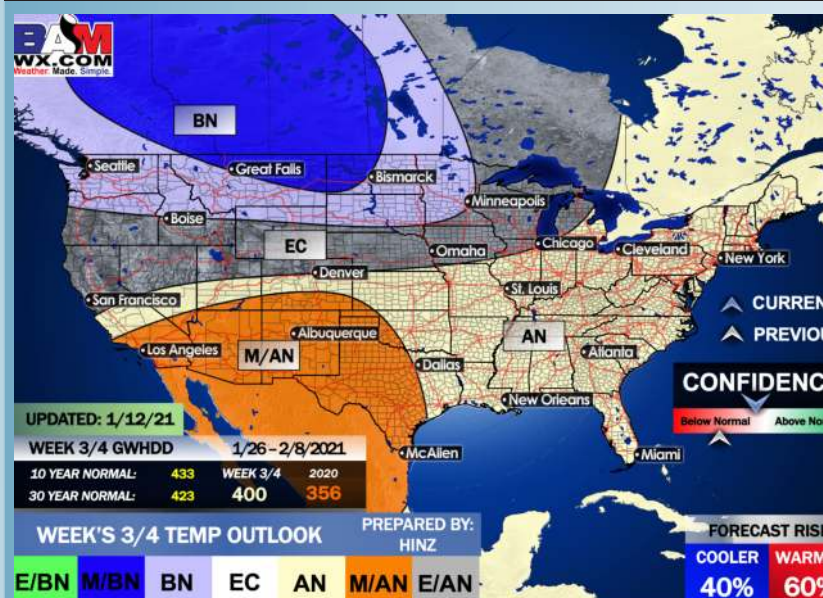 BAM
WX.COM
Weather. Made. Simple.
BN
Seattle
Great Falls
Bismarck
Minneapolis
Boise
EC
Omaha
Chicago
Cleveland
New York
Denver
San Francisco
St. Louis
CURREN
Albuquerque
AN
PREVIOU
Los Angeles
M/AN
Dallas
Atlanta
CONFIDENC
New Orleans
Below Normal
Above No
UPDATED: 1/12/21
WEEK 3/4 GWHDD 1/26 – 2/8/2021
McAllen
Miami
10 YEAR NORMAL: 433 WEEK 3/4 2020
30 YEAR NORMAL: 423 400 356
WEEK'S 3/4 TEMP OUTLOOK
PREPARED BY:
HINZ
FORECAST RIS
COOLER WARM
40% 60%
E/BN M/BN BN EC AN M/AN E/AN